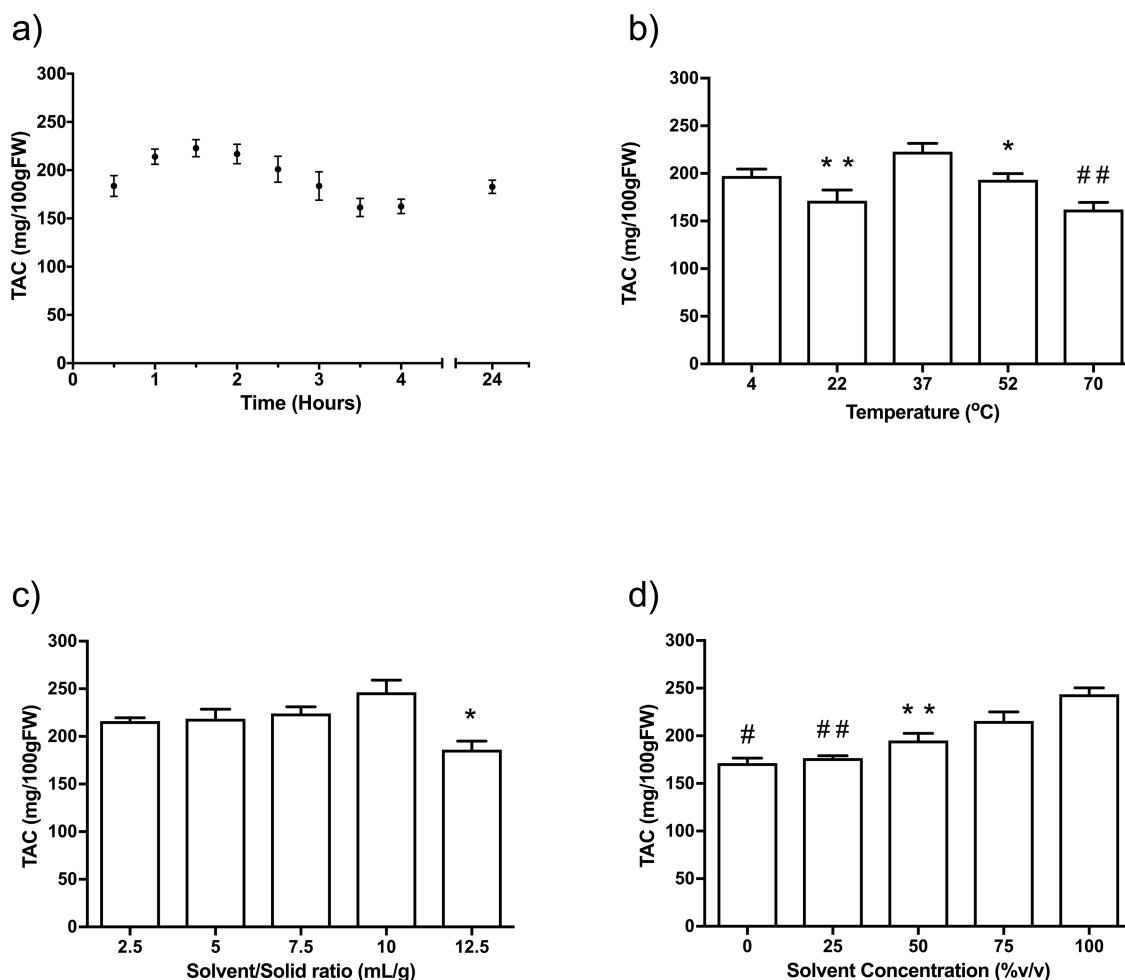 a)
300
250
200
150
100
50
0
TAC (mg/100gFW)
0 1 2 3 4 24
Time (Hours)
b)
300
250
200
150
100
50
0
TAC (mg/100gFW)
* *
*
# #
4 22 37 52 70
Temperature (°C)
c)
300
250
200
150
100
50
0
TAC (mg/100gFW)
*
2.5 5 7.5 10 12.5
Solvent/Solid ratio (mL/g)
d)
300
250
200
150
100
50
0
TAC (mg/100gFW)
#
# #
* *
0 25 50 75 100
Solvent Concentration (%v/v)